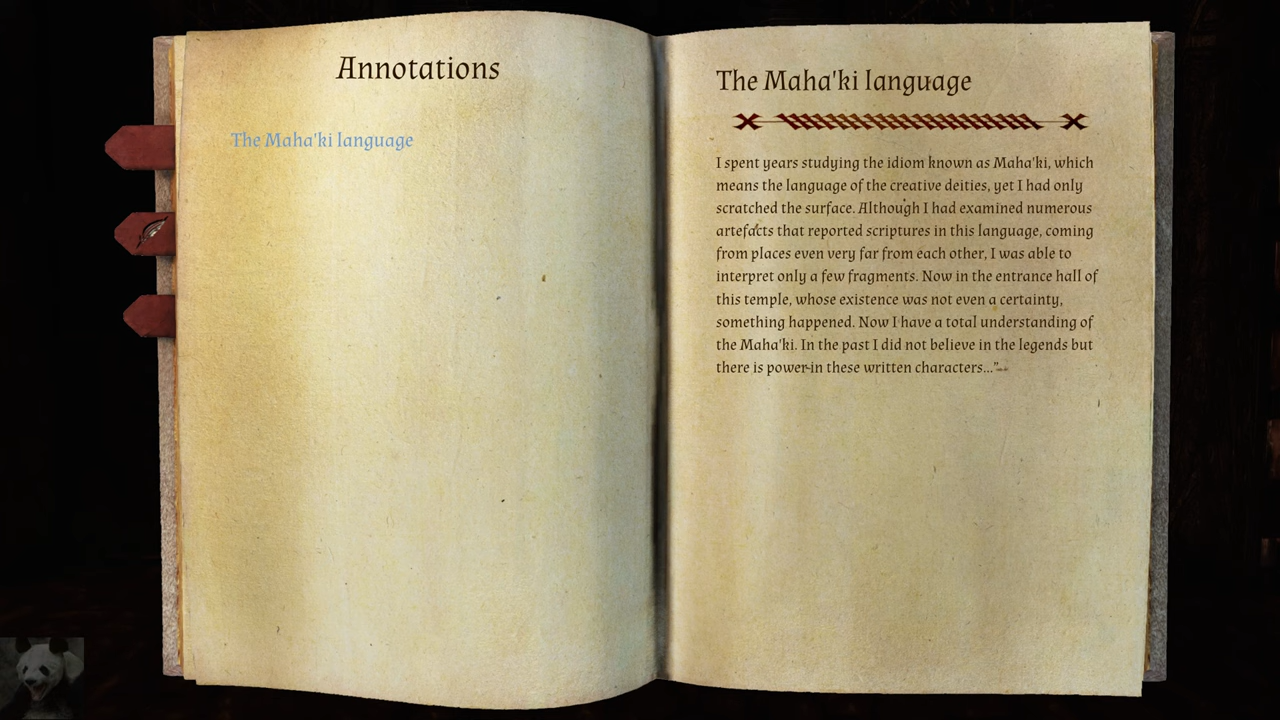 Annotations
The Maha'ki language
The Maha'ki language
I spent years studying the idiom known as Maha'ki, which
means the language of the creative deities, yet I had only
scratched the surface. Although I had examined numerous
artefacts that reported scriptures in this language, coming
from places even very far from each other, I was able to
interpret only a few fragments. Now in the entrance hall of
this temple, whose existence was not even a certainty,
something happened. Now I have a total understanding of
the Maha'ki. In the past I did not believe in the legends but
there is power in these written characters..."